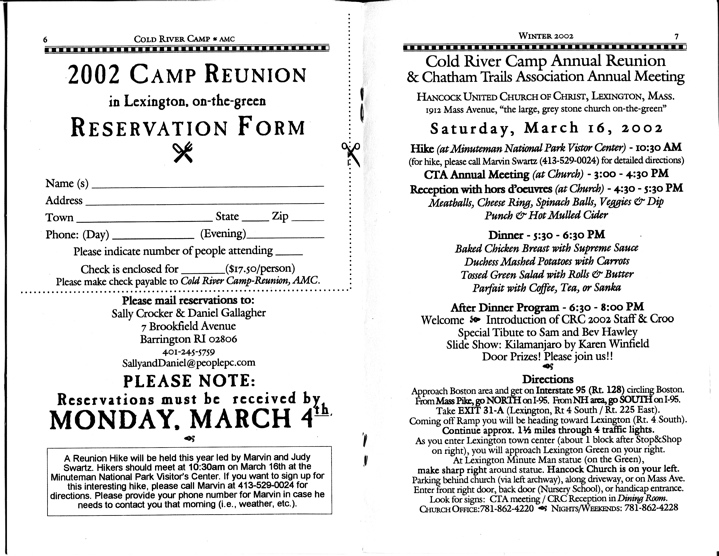 6 COLD RIVER CAMP * AMC
2002 CAMP REUNION
in Lexington, on-the-green
RESERVATION FORM
Name (s)
Address
Town State Zip
Phone: (Day) (Evening)
Please indicate number of people attending
Check is enclosed for ($17.50/person)
Please make check payable to Cold River Camp-Reunion, AMC.
Please mail reservations to:
Sally Crocker & Daniel Gallagher
7 Brookfield Avenue
Barrington RI 02806
401-245-5759
SallyandDaniel@peoplepc.com
PLEASE NOTE:
Reservations must be received by
MONDAY, MARCH 4th.
A Reunion Hike will be held this year led by Marvin and Judy
Swartz. Hikers should meet at 10:30am on March 16th at the
Minuteman National Park Visitor's Center. If you want to sign up for
this interesting hike, please call Marvin at 413-529-0024 for
directions. Please provide your phone number for Marvin in case he
needs to contact you that morning (i.e., weather, etc.).
WINTER 2002 7
Cold River Camp Annual Reunion
& Chatham Trails Association Annual Meeting
HANCOCK UNITED CHURCH OF CHRIST, LEXINGTON, MASS.
1912 Mass Avenue, "the large, grey stone church on-the-green"
Saturday, March 16, 2002
Hike (at Minuteman National Park Vistor Center) - 10:30 AM
(for hike, please call Marvin Swartz (413-529-0024) for detailed directions)
CTA Annual Meeting (at Church) - 3:00 - 4:30 PM
Reception with hors d'oeuvres (at Church) - 4:30 - 5:30 PM
Meatballs, Cheese Ring, Spinach Balls, Veggies & Dip
Punch & Hot Mulled Cider
Dinner - 5:30 - 6:30 PM
Baked Chicken Breast with Supreme Sauce
Duchess Mashed Potatoes with Carrots
Tossed Green Salad with Rolls & Butter
Parfait with Coffee, Tea, or Sanka
After Dinner Program - 6:30 - 8:00 PM
Welcome Introduction of CRC 2002 Staff & Croo
Special Tibute to Sam and Bev Hawley
Slide Show: Kilamanjaro by Karen Winfield
Door Prizes! Please join us!!
Directions
Approach Boston area and get on Interstate 95 (Rt. 128) circling Boston.
From Mass Pike, go NORTH on I-95. From NH area, go SOUTH on I-95.
Take EXIT 31-A (Lexington, Rt 4 South / Rt. 225 East).
Coming off Ramp you will be heading toward Lexington (Rt. 4 South).
Continue approx. 1½ miles through 4 traffic lights.
As you enter Lexington town center (about 1 block after Stop&Shop
on right), you will approach Lexington Green on your right.
At Lexington Minute Man statue (on the Green),
make sharp right around statue. Hancock Church is on your left.
Parking behind church (via left archway), along driveway, or on Mass Ave.
Enter front right door, back door (Nursery School), or handicap entrance.
Look for signs: CTA meeting / CRC Reception in Dining Room.
CHURCH OFFICE:781-862-4220 NIGHTS/WEEKENDS: 781-862-4228